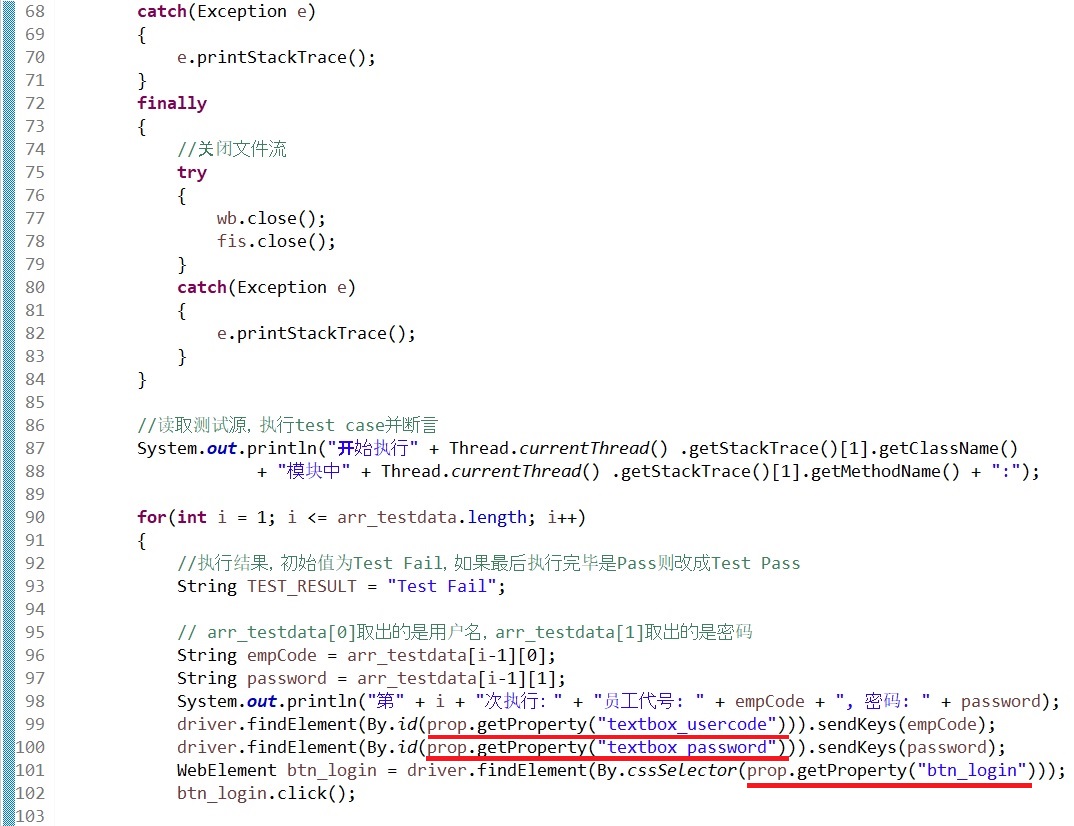 68 catch(Exception e)
69 {
70 e.printStackTrace();
71 }
72 finally
73 {
74 //关闭文件流
75 try
76 {
77 wb.close();
78 fis.close();
79 }
80 catch(Exception e)
81 {
82 e.printStackTrace();
83 }
84 }
85
86 //读取测试源, 执行test case并断言
87 System.out.println("开始执行" + Thread.currentThread() .getStackTrace()[1].getClassName()
88 + "模块中" + Thread.currentThread() .getStackTrace()[1].getMethodName() + ":");
89
90 for(int i = 1; i <= arr_testdata.length; i++)
91 {
92 //执行结果, 初始值为Test Fail, 如果最后执行完毕是Pass则改成Test Pass
93 String TEST_RESULT = "Test Fail";
94
95 // arr_testdata[0]取出的是用户名, arr_testdata[1]取出的是密码
96 String empCode = arr_testdata[i-1][0];
97 String password = arr_testdata[i-1][1];
98 System.out.println("第" + i + "次执行: " + "员工代号: " + empCode + ", 密码: " + password);
99 driver.findElement(By.id(prop.getProperty("textbox_usercode"))).sendKeys(empCode);
100 driver.findElement(By.id(prop.getProperty("textbox_password"))).sendKeys(password);
101 WebElement btn_login = driver.findElement(By.cssSelector(prop.getProperty("btn_login")));
102 btn_login.click();
103